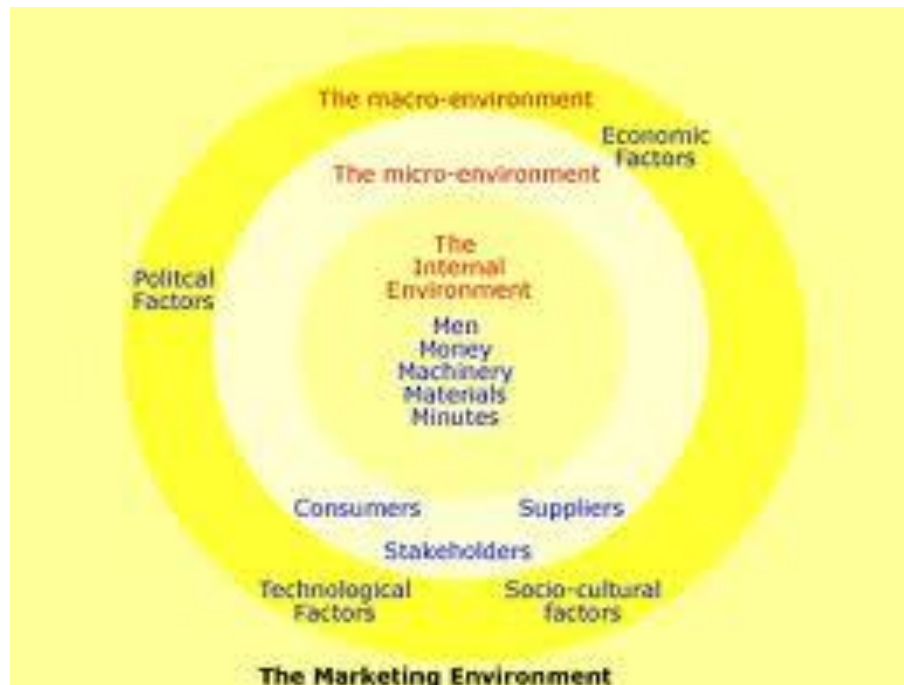 The macro-environment
Economic
Factors
The micro-environment
The
Internal
Environment
Politcal
Factors
Men
Money
Machinery
Materials
Minutes
Consumers
Suppliers
Stakeholders
Technological
Factors
Socio-cultural
factors
The Marketing Environment